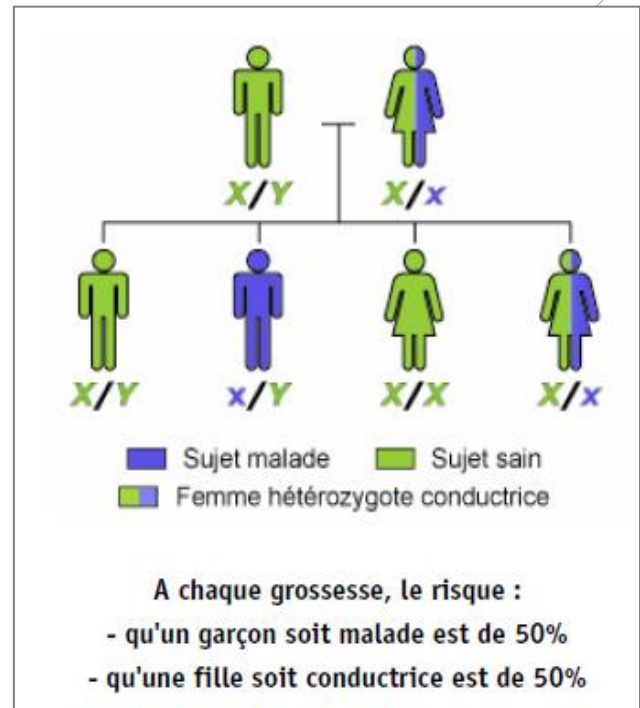 X/Y X/x
X/Y x/Y X/X X/x
Sujet malade Sujet sain
Femme hétérozygote conductrice
A chaque grossesse, le risque :
- qu'un garçon soit malade est de 50%
- qu'une fille soit conductrice est de 50%